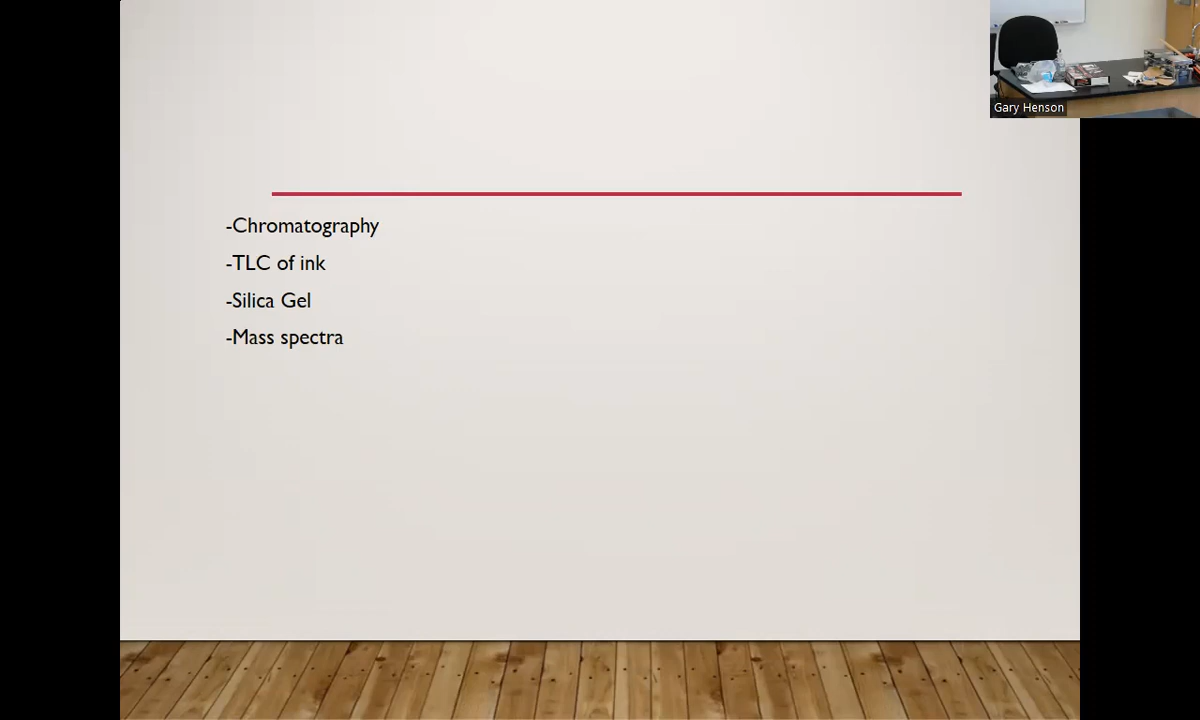 Gary Henson
-Chromatography
-TLC of ink
-Silica Gel
-Mass spectra